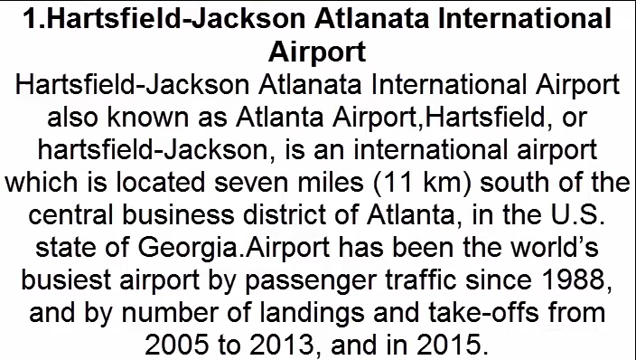 1.Hartsfield-Jackson Atlanata International
Airport
Hartsfield-Jackson Atlanata International Airport
also known as Atlanta Airport,Hartsfield, or
hartsfield-Jackson, is an international airport
which is located seven miles (11 km) south of the
central business district of Atlanta, in the U.S.
state of Georgia.Airport has been the world’s
busiest airport by passenger traffic since 1988,
and by number of landings and take-offs from
2005 to 2013, and in 2015.